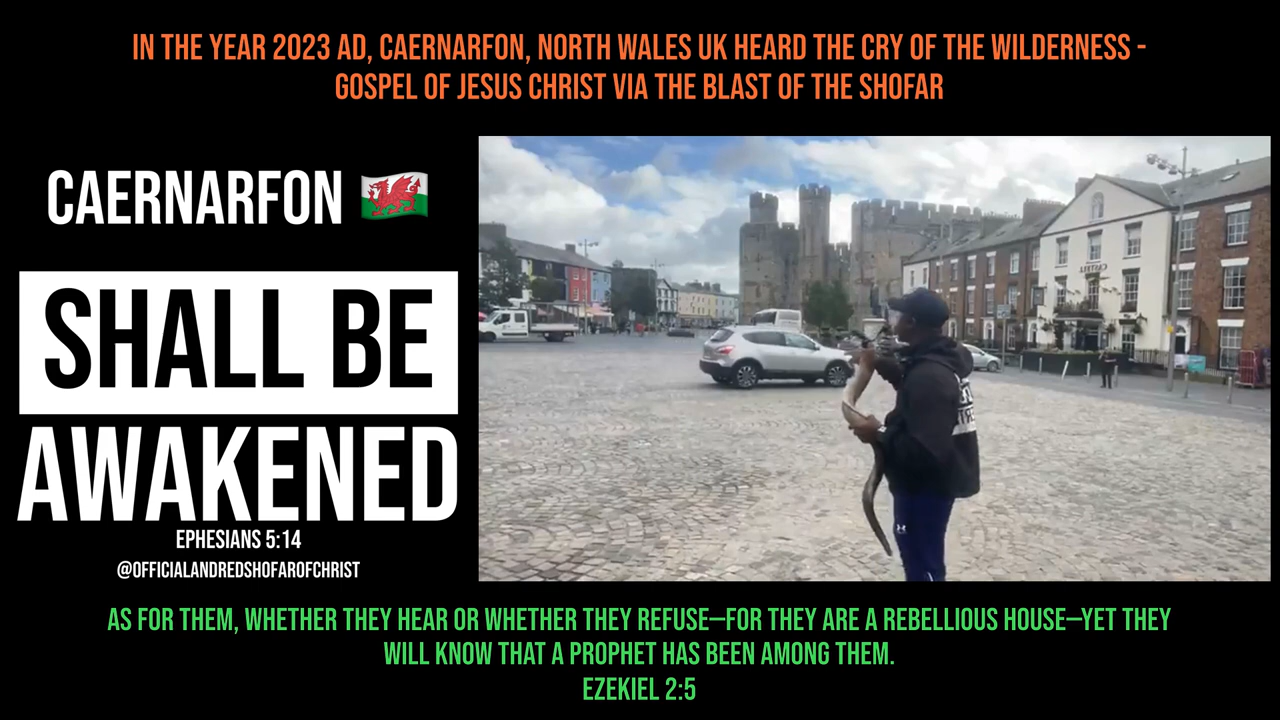 IN THE YEAR 2023 AD, CAERNARFON, NORTH WALES UK HEARD THE CRY OF THE WILDERNESS -
GOSPEL OF JESUS CHRIST VIA THE BLAST OF THE SHOFAR
CAERNARFON
SHALL BE
AWAKENED
EPHESIANS 5:14
@OFFICIALANDREDSHOFAROFCHRIST
AS FOR THEM, WHETHER THEY HEAR OR WHETHER THEY REFUSE—FOR THEY ARE A REBELLIOUS HOUSE—YET THEY
WILL KNOW THAT A PROPHET HAS BEEN AMONG THEM.
EZEKIEL 2:5